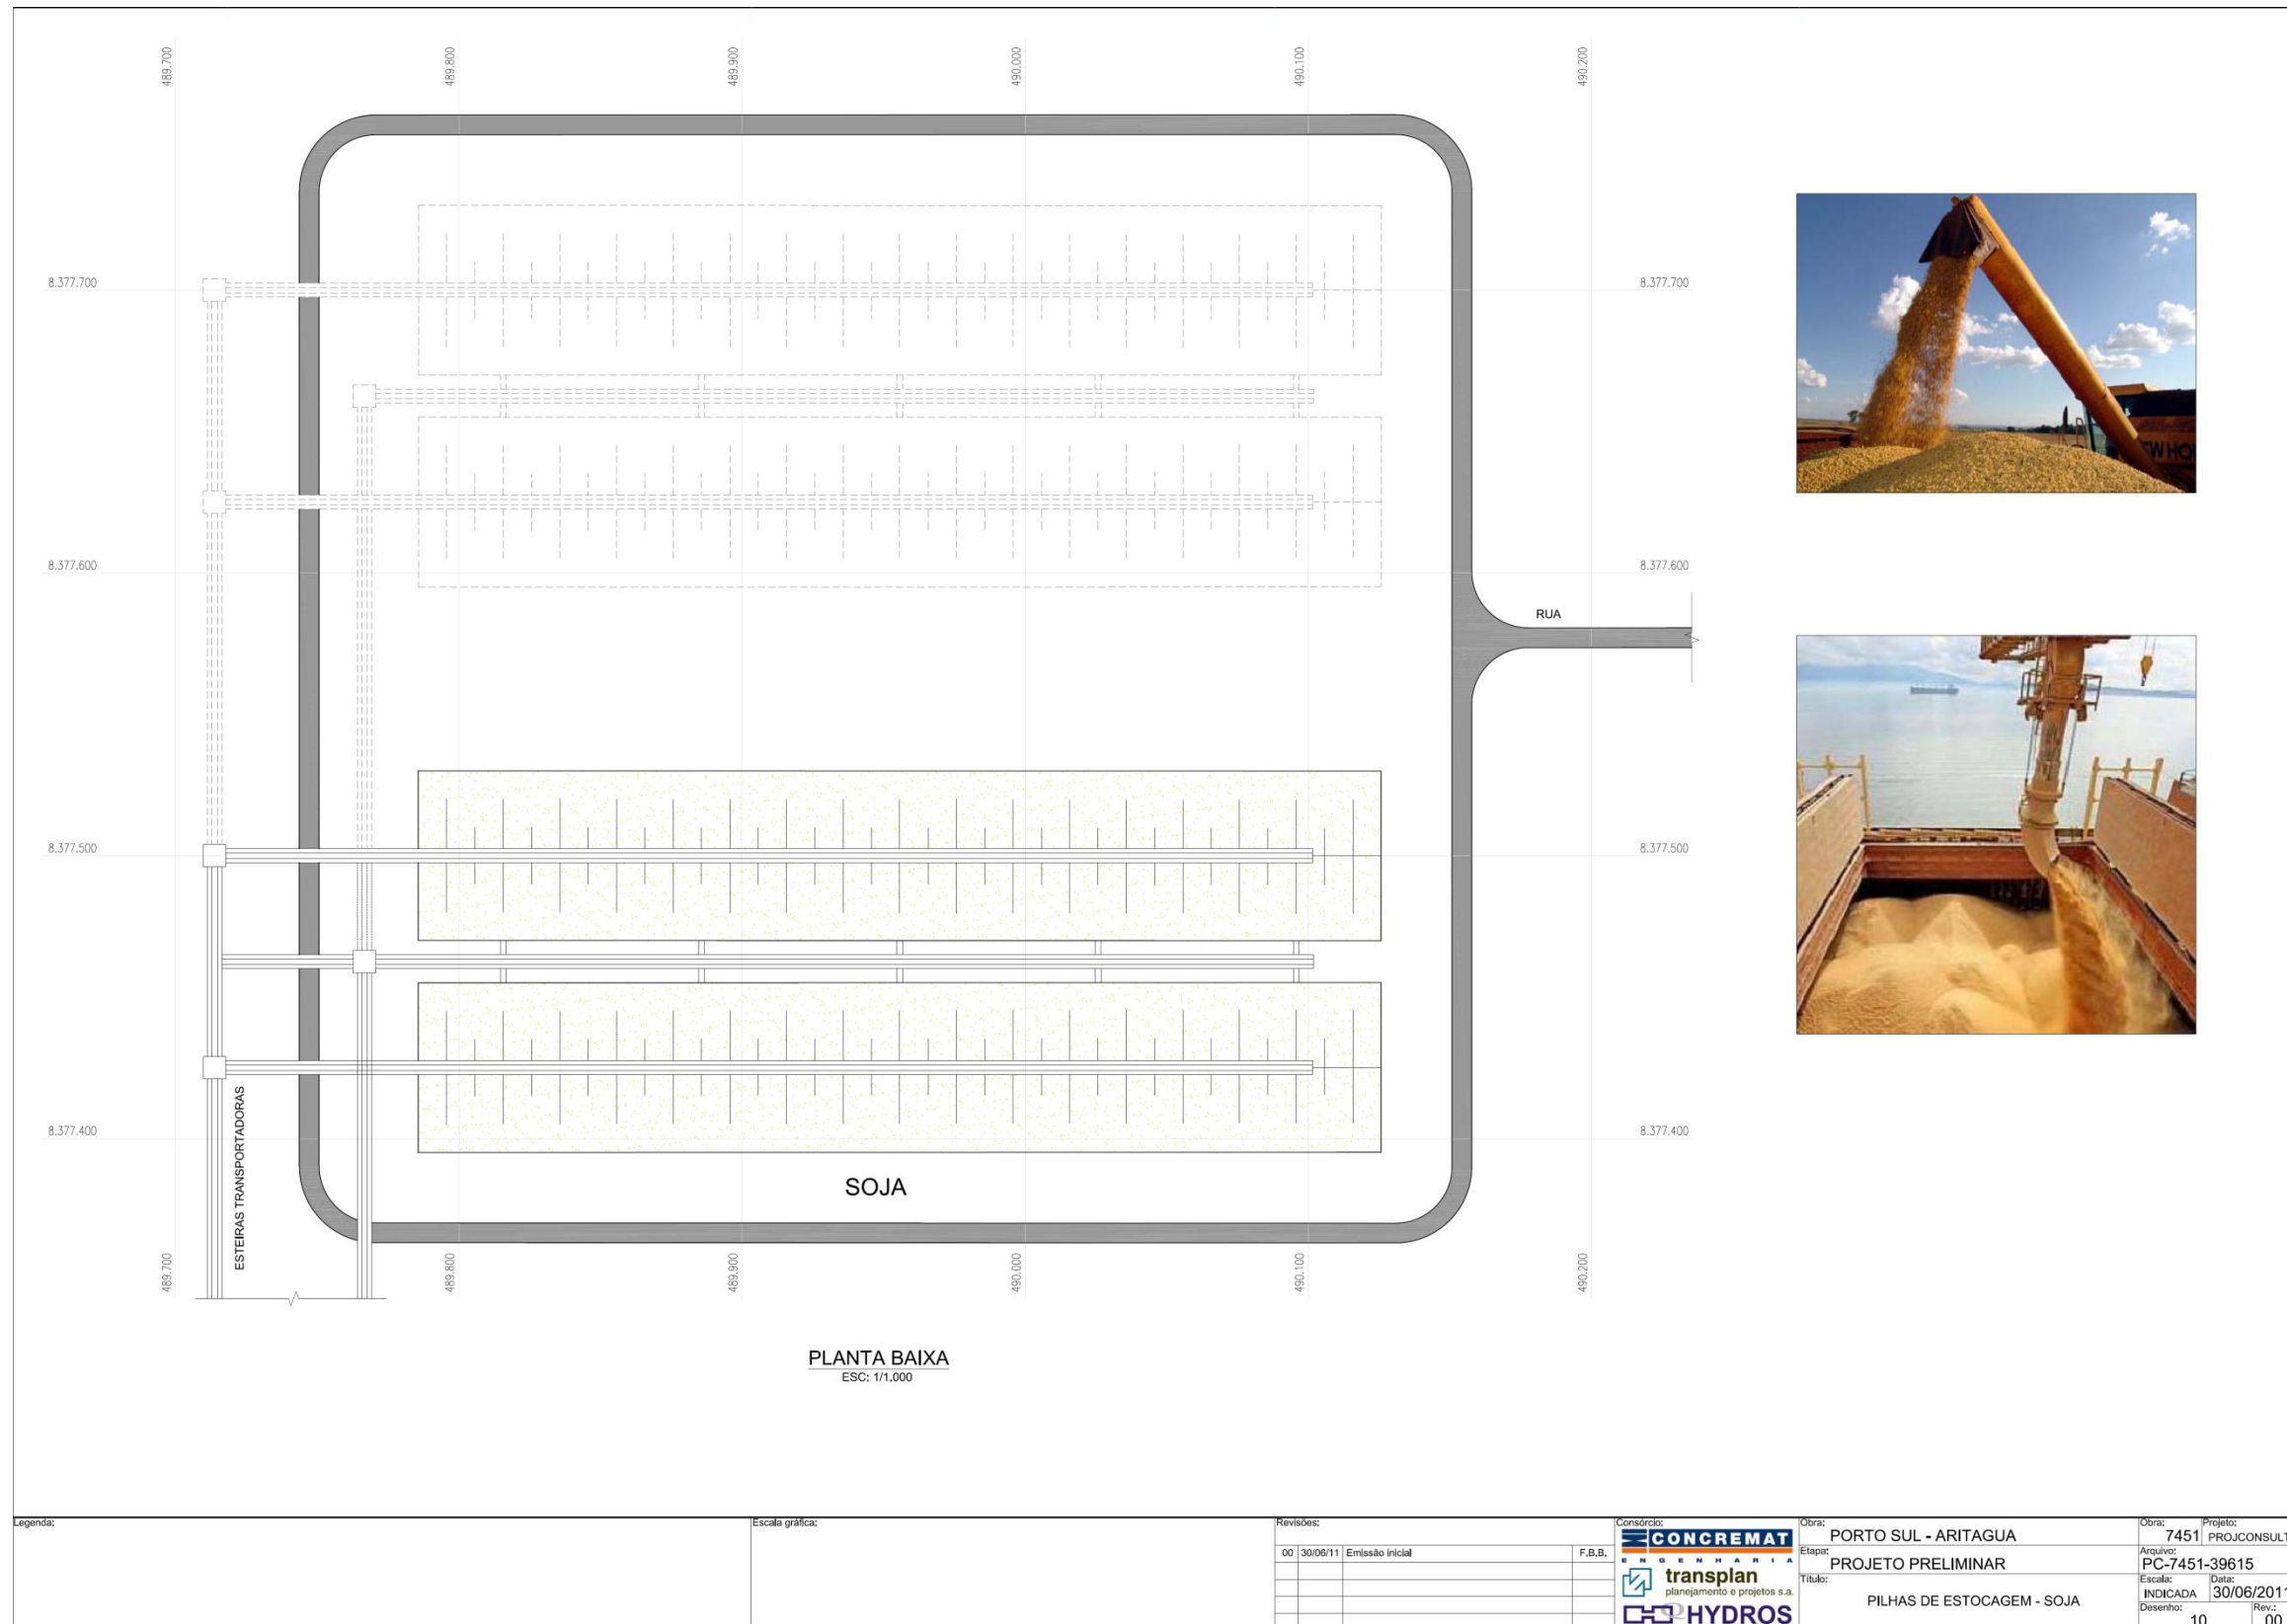 489.700
489.800
489.900
490.000
490.100
490.200
8.377.700
8.377.700
8.377.600
8.377.600
RUA
8.377.500
8.377.500
8.377.400
8.377.400
ESTEIRAS TRANSPORTADORAS
SOJA
489.700
489.800
489.900
490.000
490.100
490.200
PLANTA BAIXA
ESC: 1/1.000
EW HO
Legenda:
Escala gráfica:
Revisões:
00 30/06/11 Emissão inicial F.B.B.
Consórcio:
CONCREMAT
ENGENHARIA
transplan
planejamento e projetos s.a.
HYDROS
Obra:
PORTO SUL - ARITAGUA
Etapa:
PROJETO PRELIMINAR
Título:
PILHAS DE ESTOCAGEM - SOJA
Obra: Projeto:
7451 PROJCONSULT
Arquivo:
PC-7451-39615
Escala: Data:
INDICADA 30/06/2011
Desenho: Rev.:
10 00